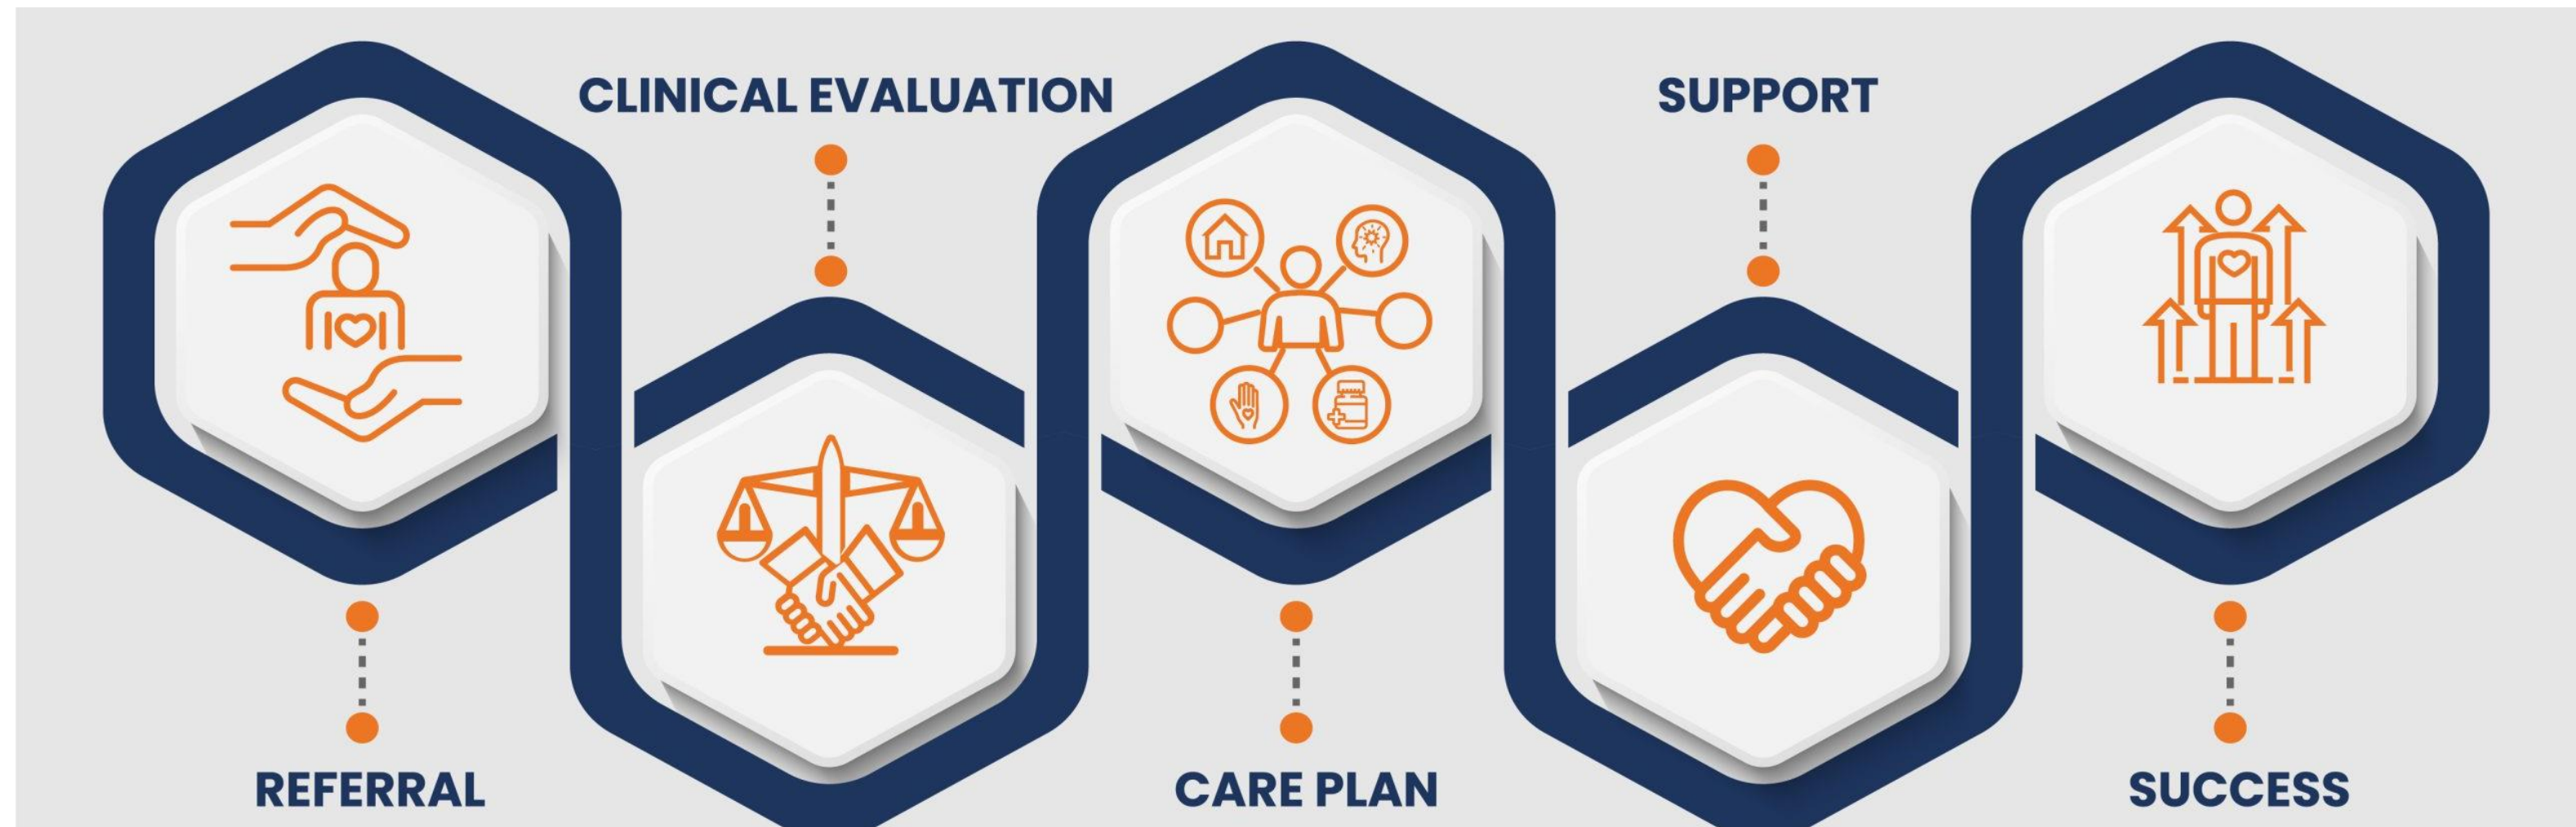 REFERRAL
CLINICAL EVALUATION
CARE PLAN
SUPPORT
SUCCESS